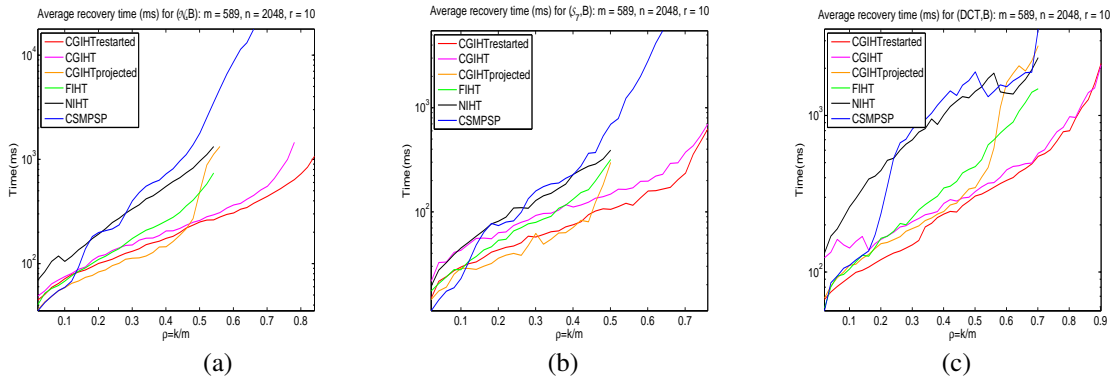 Average recovery time (ms) for (𝒩,B): m = 589, n = 2048, r = 10
CGIHTrestarted
CGIHT
CGIHTprojected
FIHT
NIHT
CSMPSP
Time(ms)
10^4
10^3
10^2
0.1 0.2 0.3 0.4 0.5 0.6 0.7 0.8
ρ=k/m
(a)
Average recovery time (ms) for (𝒮_7,B): m = 589, n = 2048, r = 10
CGIHTrestarted
CGIHT
CGIHTprojected
FIHT
NIHT
CSMPSP
Time(ms)
10^3
10^2
0.1 0.2 0.3 0.4 0.5 0.6 0.7
ρ=k/m
(b)
Average recovery time (ms) for (DCT,B): m = 589, n = 2048, r = 10
CGIHTrestarted
CGIHT
CGIHTprojected
FIHT
NIHT
CSMPSP
Time(ms)
10^3
10^2
0.1 0.2 0.3 0.4 0.5 0.6 0.7 0.8 0.9
ρ=k/m
(c)